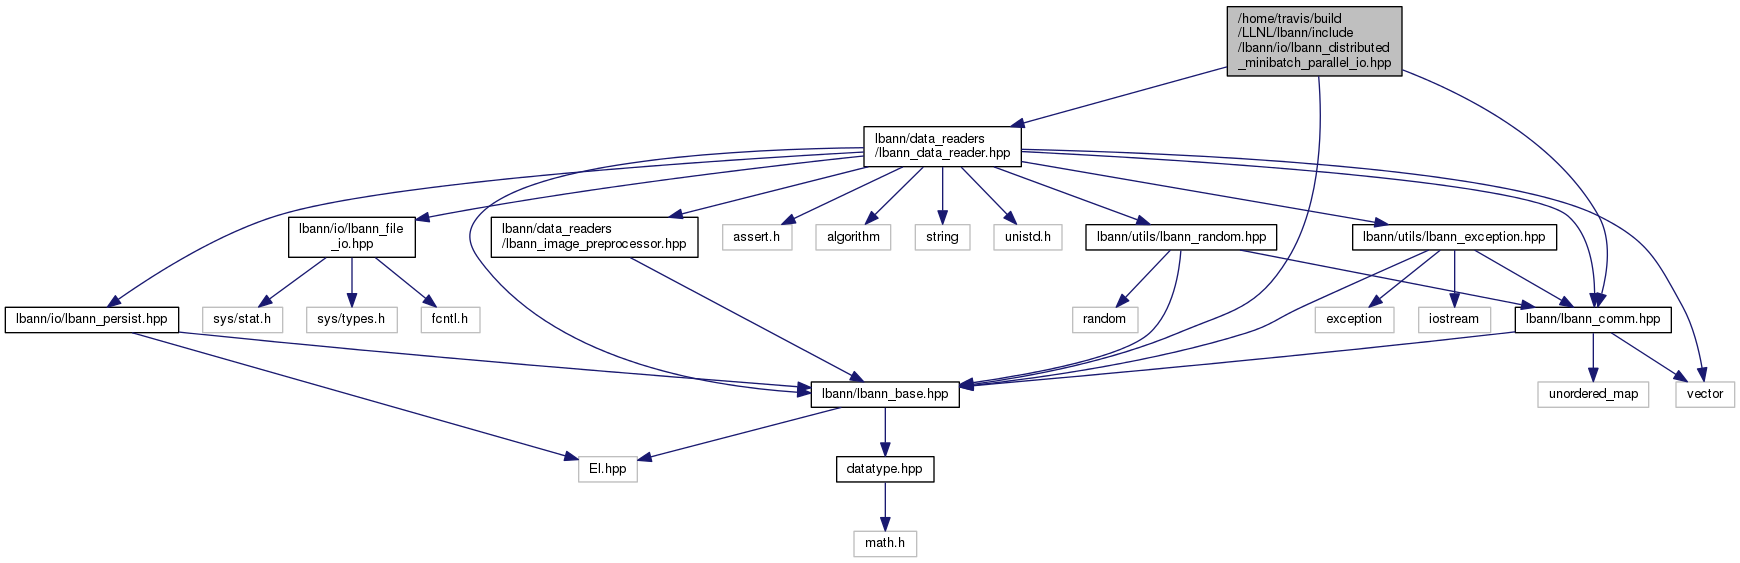 /home/travis/build
/LLNL/lbann/include
/lbann/io/lbann_distributed
_minibatch_parallel_io.hpp
lbann/data_readers
/lbann_data_reader.hpp
lbann/io/lbann_file
_io.hpp
lbann/data_readers
/lbann_image_preprocessor.hpp
assert.h
algorithm
string
unistd.h
lbann/utils/lbann_random.hpp
lbann/utils/lbann_exception.hpp
lbann/io/lbann_persist.hpp
sys/stat.h
sys/types.h
fcntl.h
random
exception
iostream
lbann/lbann_comm.hpp
lbann/lbann_base.hpp
unordered_map
vector
El.hpp
datatype.hpp
math.h